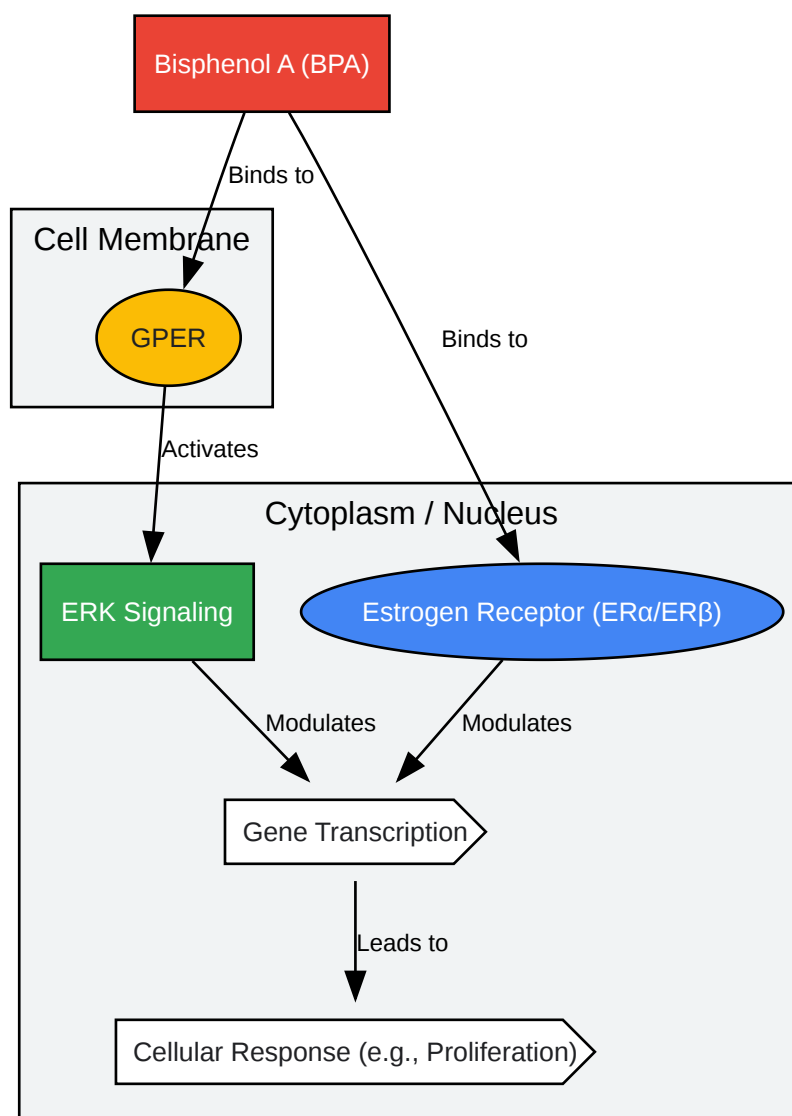 Bisphenol A (BPA)
Binds to
Cell Membrane
GPER
Binds to
Activates
Cytoplasm / Nucleus
ERK Signaling
Estrogen Receptor (ERα/ERβ)
Modulates
Modulates
Gene Transcription
Leads to
Cellular Response (e.g., Proliferation)